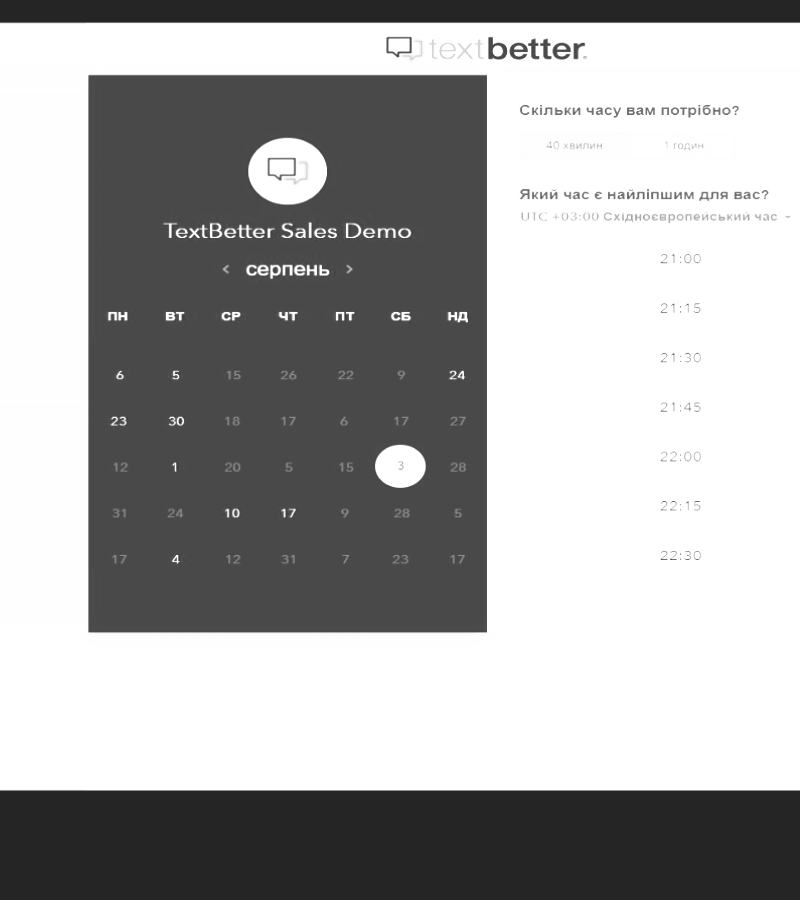 textbetter.
Скільки часу вам потрібно?
40 хвилин 1 годин
TextBetter Sales Demo
Який час є найліпшим для вас?
UTC +03:00 Східноєвропейський час
< серпень >
21:00
21:15
21:30
21:45
22:00
22:15
22:30
ПН ВТ СР ЧТ ПТ СБ НД
6 5 15 26 22 9 24
23 30 18 17 6 17 27
12 1 20 5 15 3 28
31 24 10 17 9 28 5
17 4 12 31 7 23 17